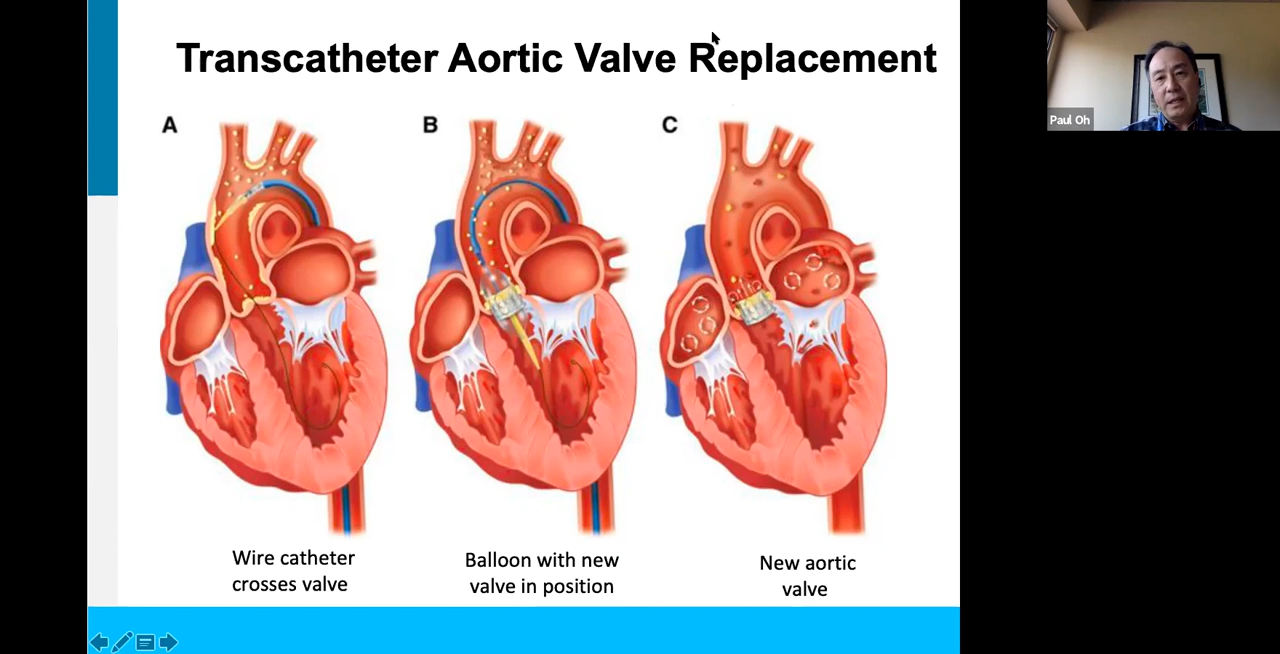 Transcatheter Aortic Valve Replacement
A
B
C
Wire catheter
crosses valve
Balloon with new
valve in position
New aortic
valve
Paul Oh